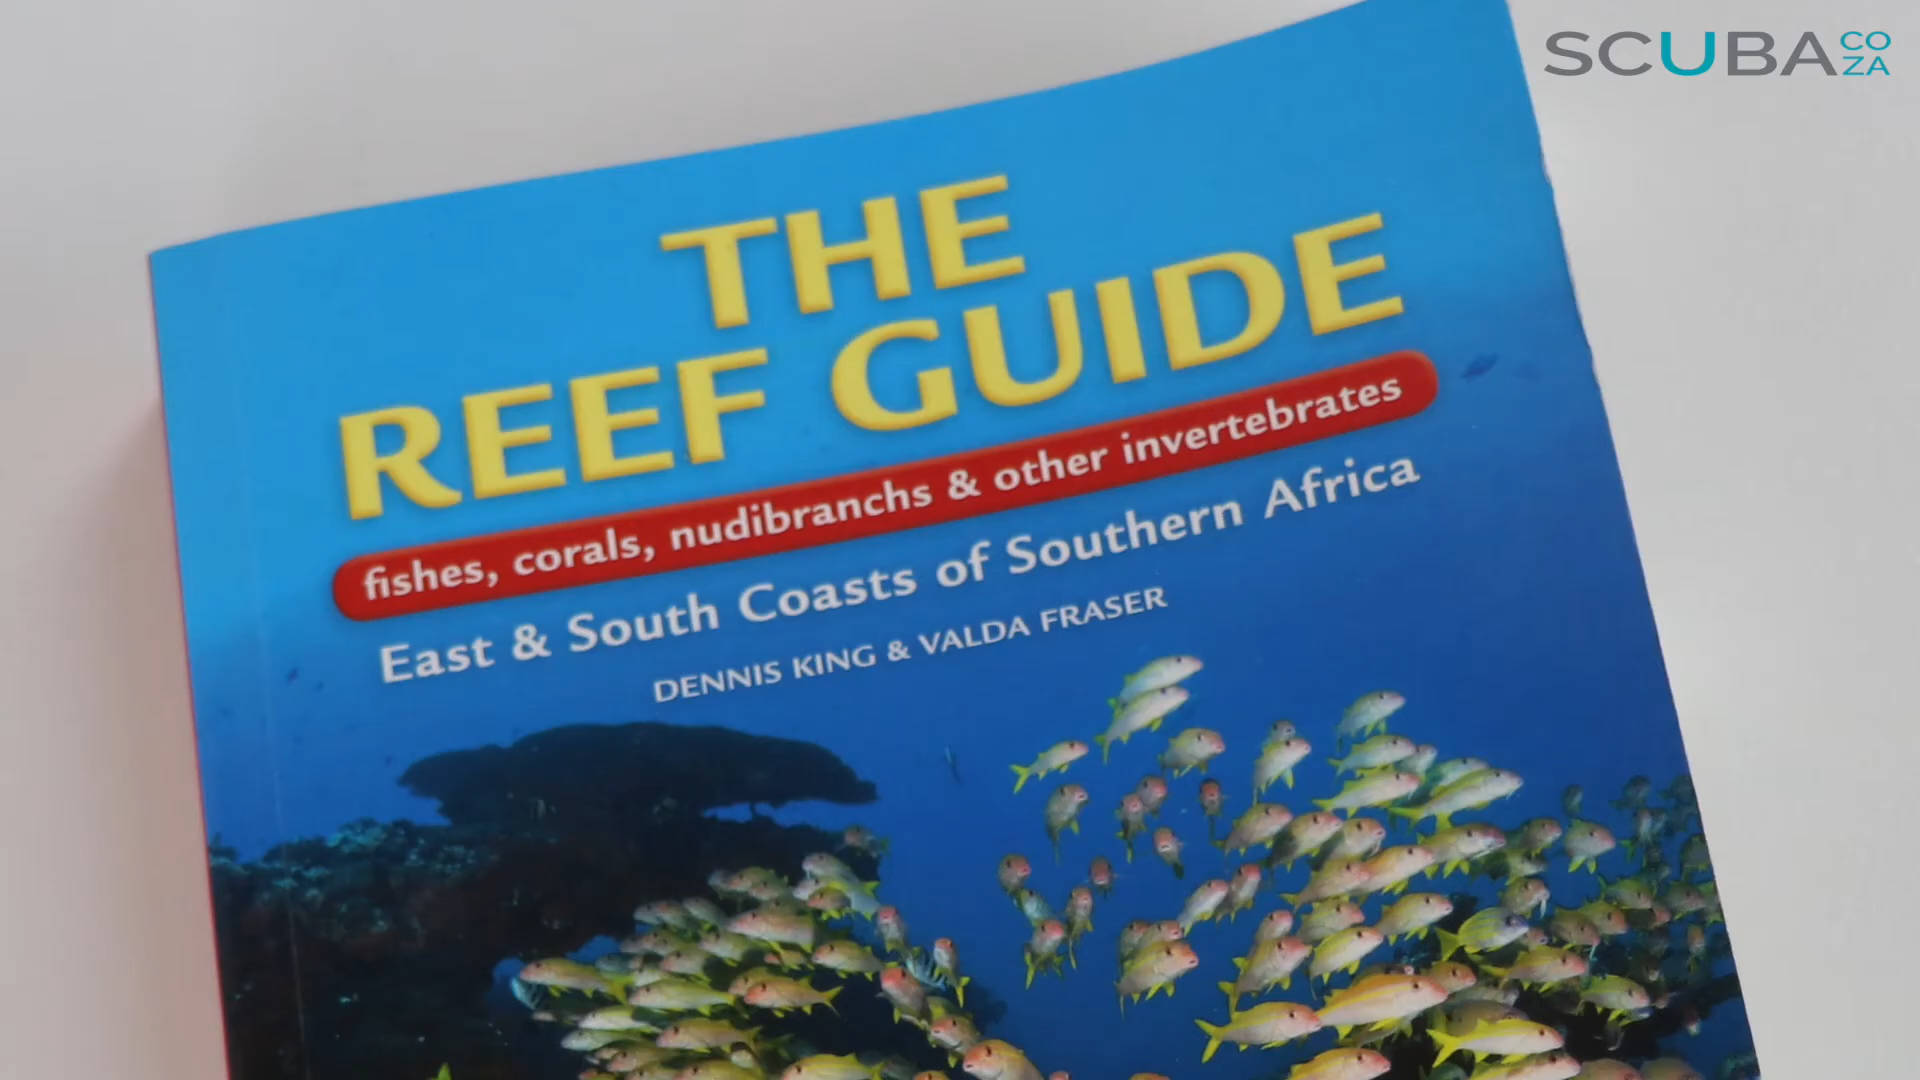 SCUBA CO ZA
THE
REEF GUIDE
fishes, corals, nudibranchs & other invertebrates
East & South Coasts of Southern Africa
DENNIS KING & VALDA FRASER